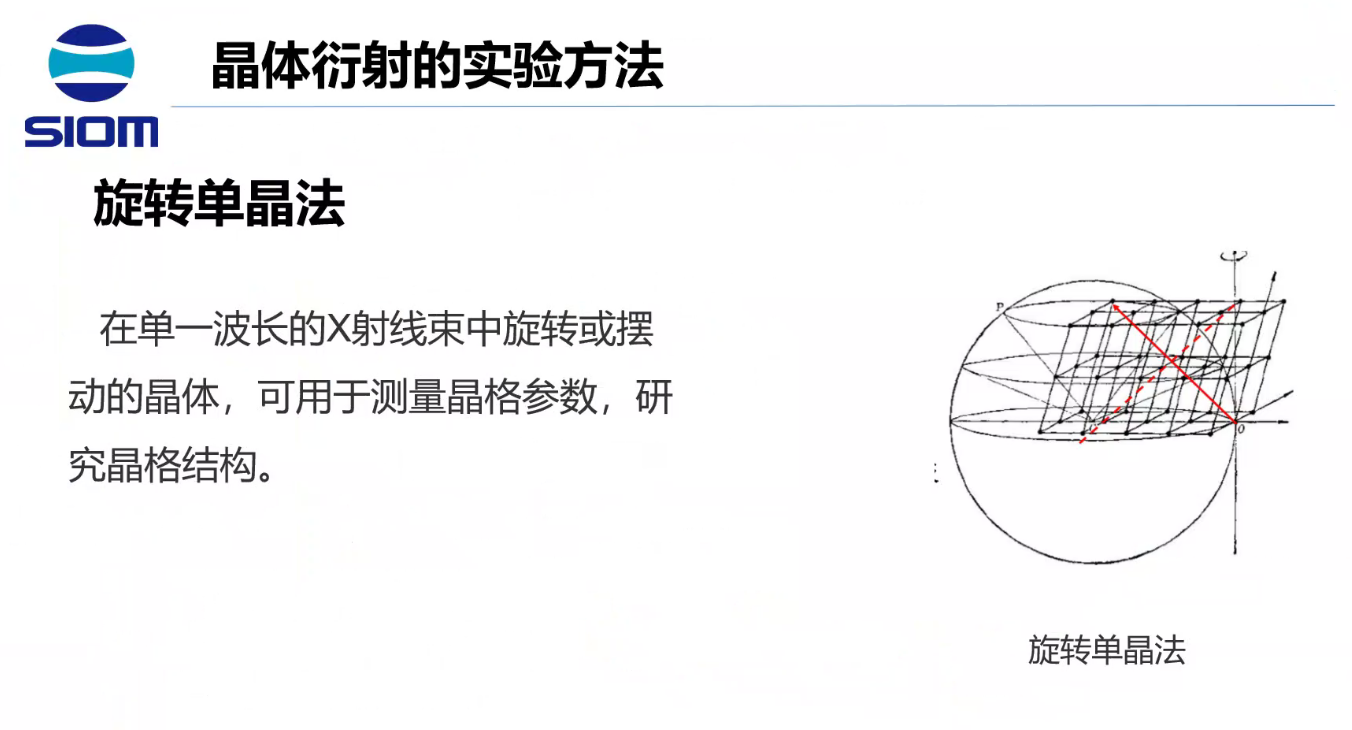 SIOM
晶体衍射的实验方法
旋转单晶法
在单一波长的X射线束中旋转或摆
动的晶体，可用于测量晶格参数，研
究晶格结构。
P
O
旋转单晶法